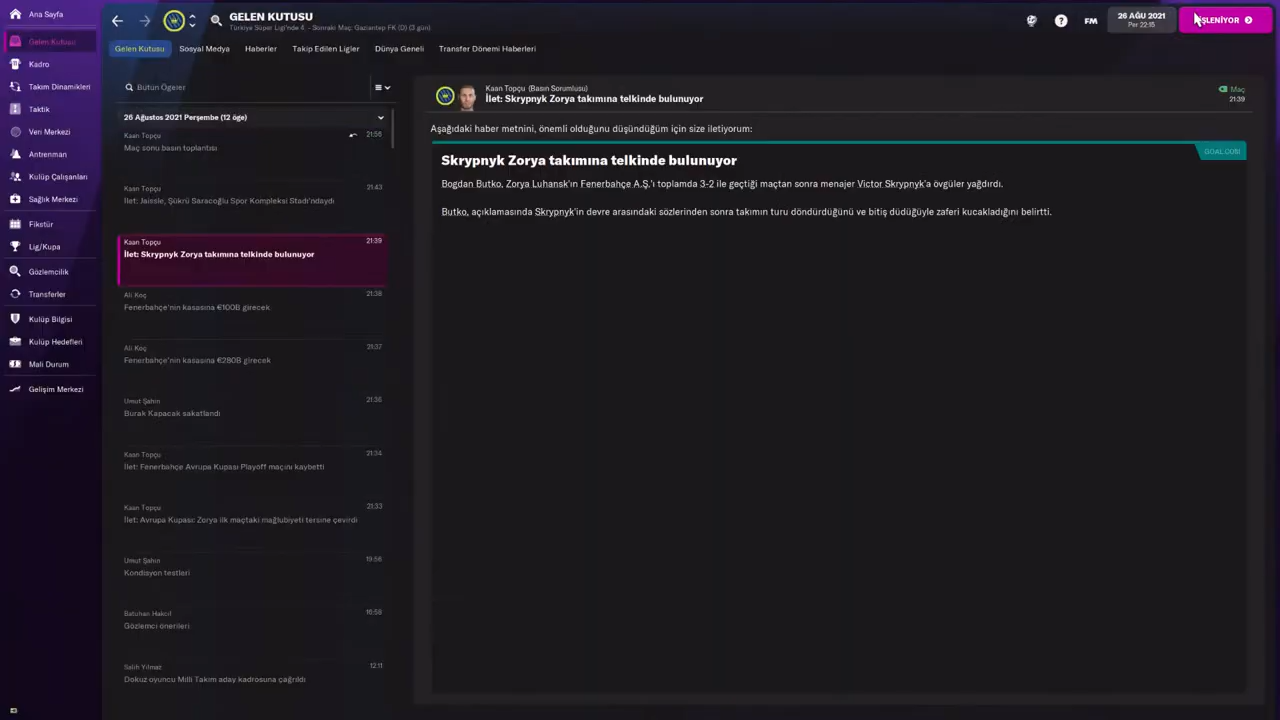 Ana Sayfa
Gelen Kutusu
Kadro
Takım Dinamikleri
Taktik
Veri Merkezi
Antrenman
Kulüp Çalışanları
Sağlık Merkezi
Fikstür
Lig/Kupa
Gözlemcilik
Transferler
Kulüp Bilgisi
Kulüp Hedefleri
Mali Durum
Gelişim Merkezi
GELEN KUTUSU
Türkiye Süper Ligi'nde 4. - Sonraki Maç: Gaziantep FK (D) (3 gün)
FM
26 AĞU 2021
Per 22:15
İŞLENİYOR
Gelen Kutusu Sosyal Medya Haberler Takip Edilen Ligler Dünya Geneli Transfer Dönemi Haberleri
Bütün Ögeler
26 Ağustos 2021 Perşembe (12 öge)
Kaan Topçu 21:56
Maç sonu basın toplantısı
Kaan Topçu 21:43
İlet: Jaissle, Şükrü Saracoğlu Spor Kompleksi Stadı'ndaydı
Kaan Topçu 21:39
İlet: Skrypnyk Zorya takımına telkinde bulunuyor
Ali Koç 21:38
Fenerbahçe'nin kasasına €100B girecek
Ali Koç 21:37
Fenerbahçe'nin kasasına €280B girecek
Umut Şahin 21:36
Burak Kapacak sakatlandı
Kaan Topçu 21:34
İlet: Fenerbahçe Avrupa Kupası Playoff maçını kaybetti
Kaan Topçu 21:33
İlet: Avrupa Kupası: Zorya ilk maçtaki mağlubiyeti tersine çevirdi
Umut Şahin 19:56
Kondisyon testleri
Batuhan Hakcıl 16:59
Gözlemci önerileri
Salih Yılmaz 12:11
Dokuz oyuncu Milli Takım aday kadrosuna çağrıldı
Kaan Topçu (Basın Sorumlusu)
İlet: Skrypnyk Zorya takımına telkinde bulunuyor
Maç
21:39
Aşağıdaki haber metnini, önemli olduğunu düşündüğüm için size iletiyorum:
GOAL.COM
Skrypnyk Zorya takımına telkinde bulunuyor
Bogdan Butko, Zorya Luhansk'ın Fenerbahçe A.Ş.'ı toplamda 3-2 ile geçtiği maçtan sonra menajer Victor Skrypnyk'a övgüler yağdırdı.
Butko, açıklamasında Skrypnyk'in devre arasındaki sözlerinden sonra takımın turu döndürdüğünü ve bitiş düdüğüyle zaferi kucakladığını belirtti.